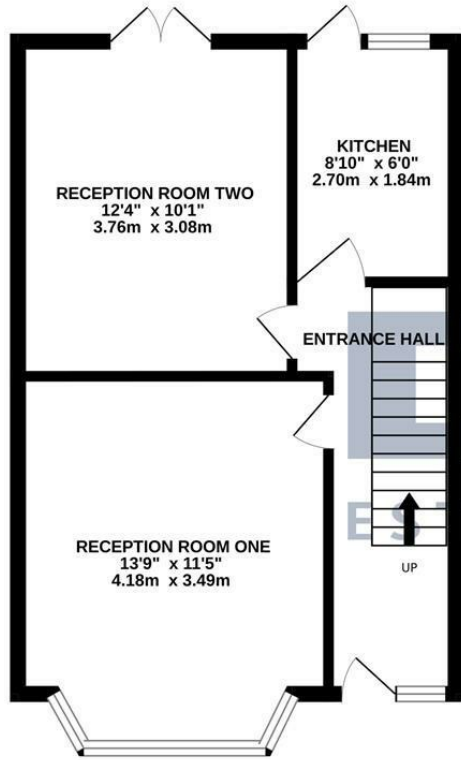 KITCHEN
8'10" x 6'0"
2.70m x 1.84m
RECEPTION ROOM TWO
12'4" x 10'1"
3.76m x 3.08m
ENTRANCE HALL
RECEPTION ROOM ONE
13'9" x 11'5"
4.18m x 3.49m
UP